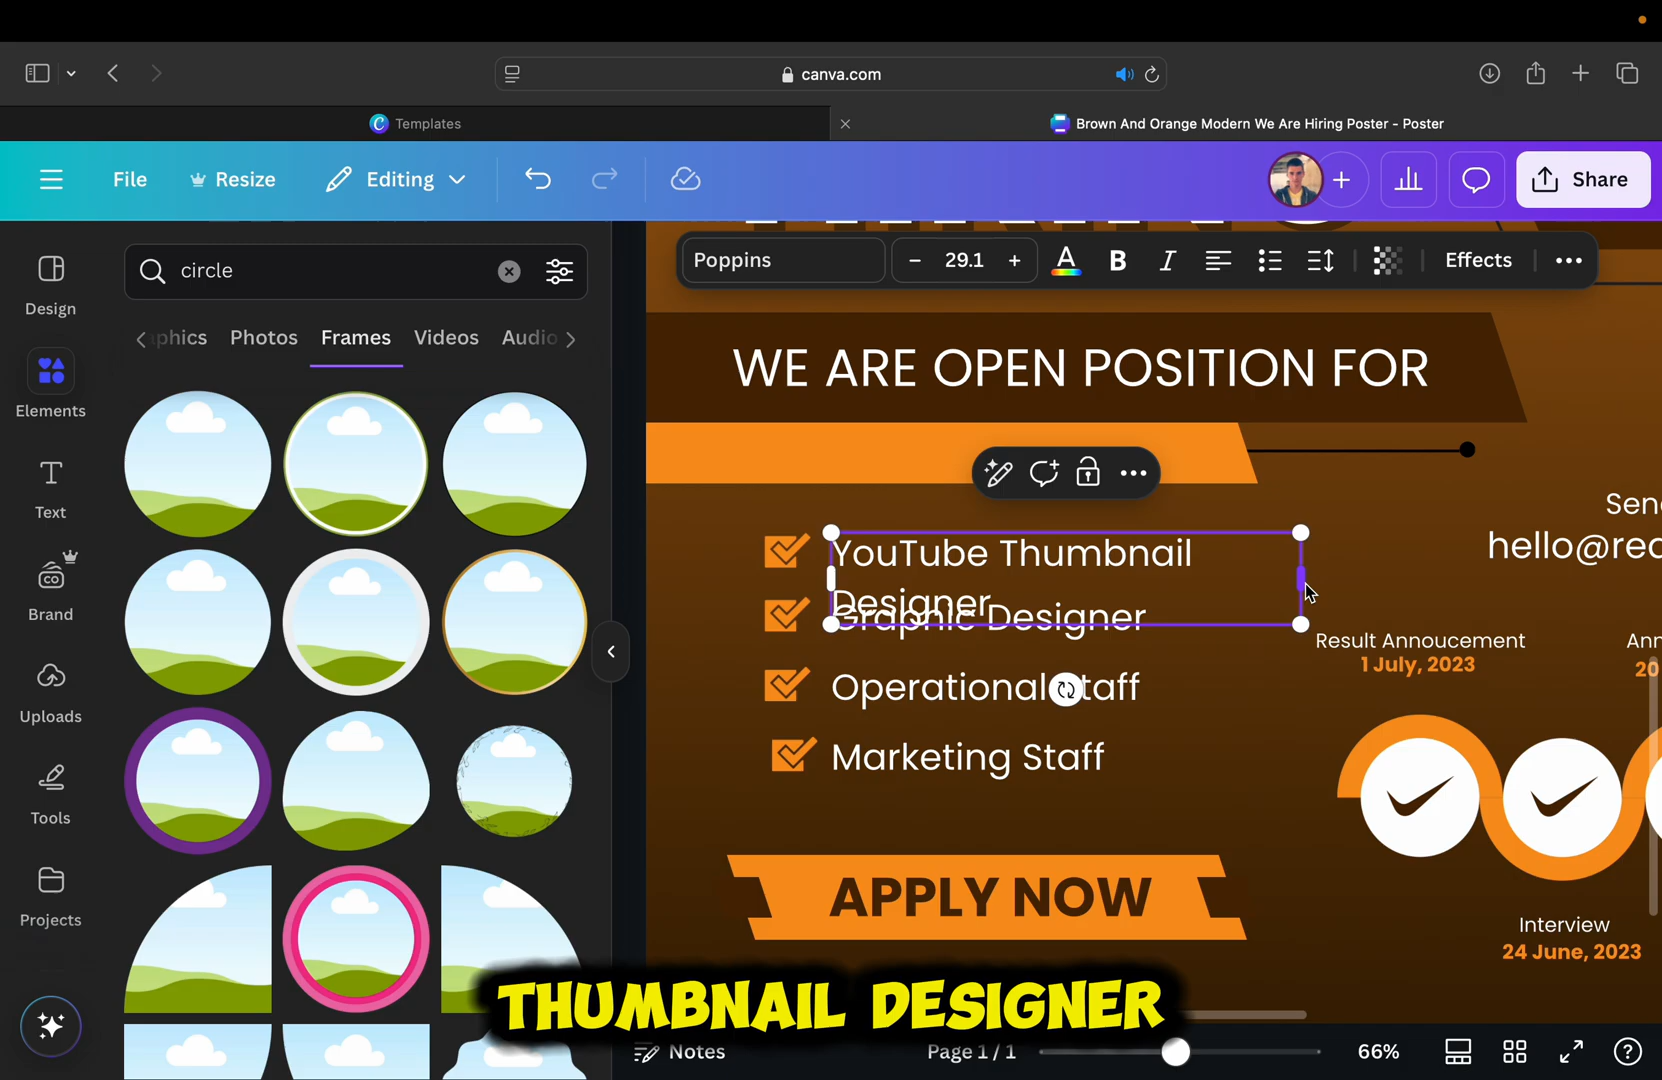 canva.com
Templates
Brown And Orange Modern We Are Hiring Poster - Poster
File
Resize
Editing
Share
Design
Elements
Text
Brand
Uploads
Tools
Projects
circle
phics
Photos
Frames
Videos
Audio
Poppins
– 29.1 +
A
B
I
Effects
WE ARE OPEN POSITION FOR
YouTube Thumbnail
Designer
Graphic Designer
Operational Staff
Marketing Staff
APPLY NOW
Sen
hello@rec
Result Annoucement
1 July, 2023
Ann
20
Interview
24 June, 2023
THUMBNAIL DESIGNER
Notes
Page 1 / 1
66%